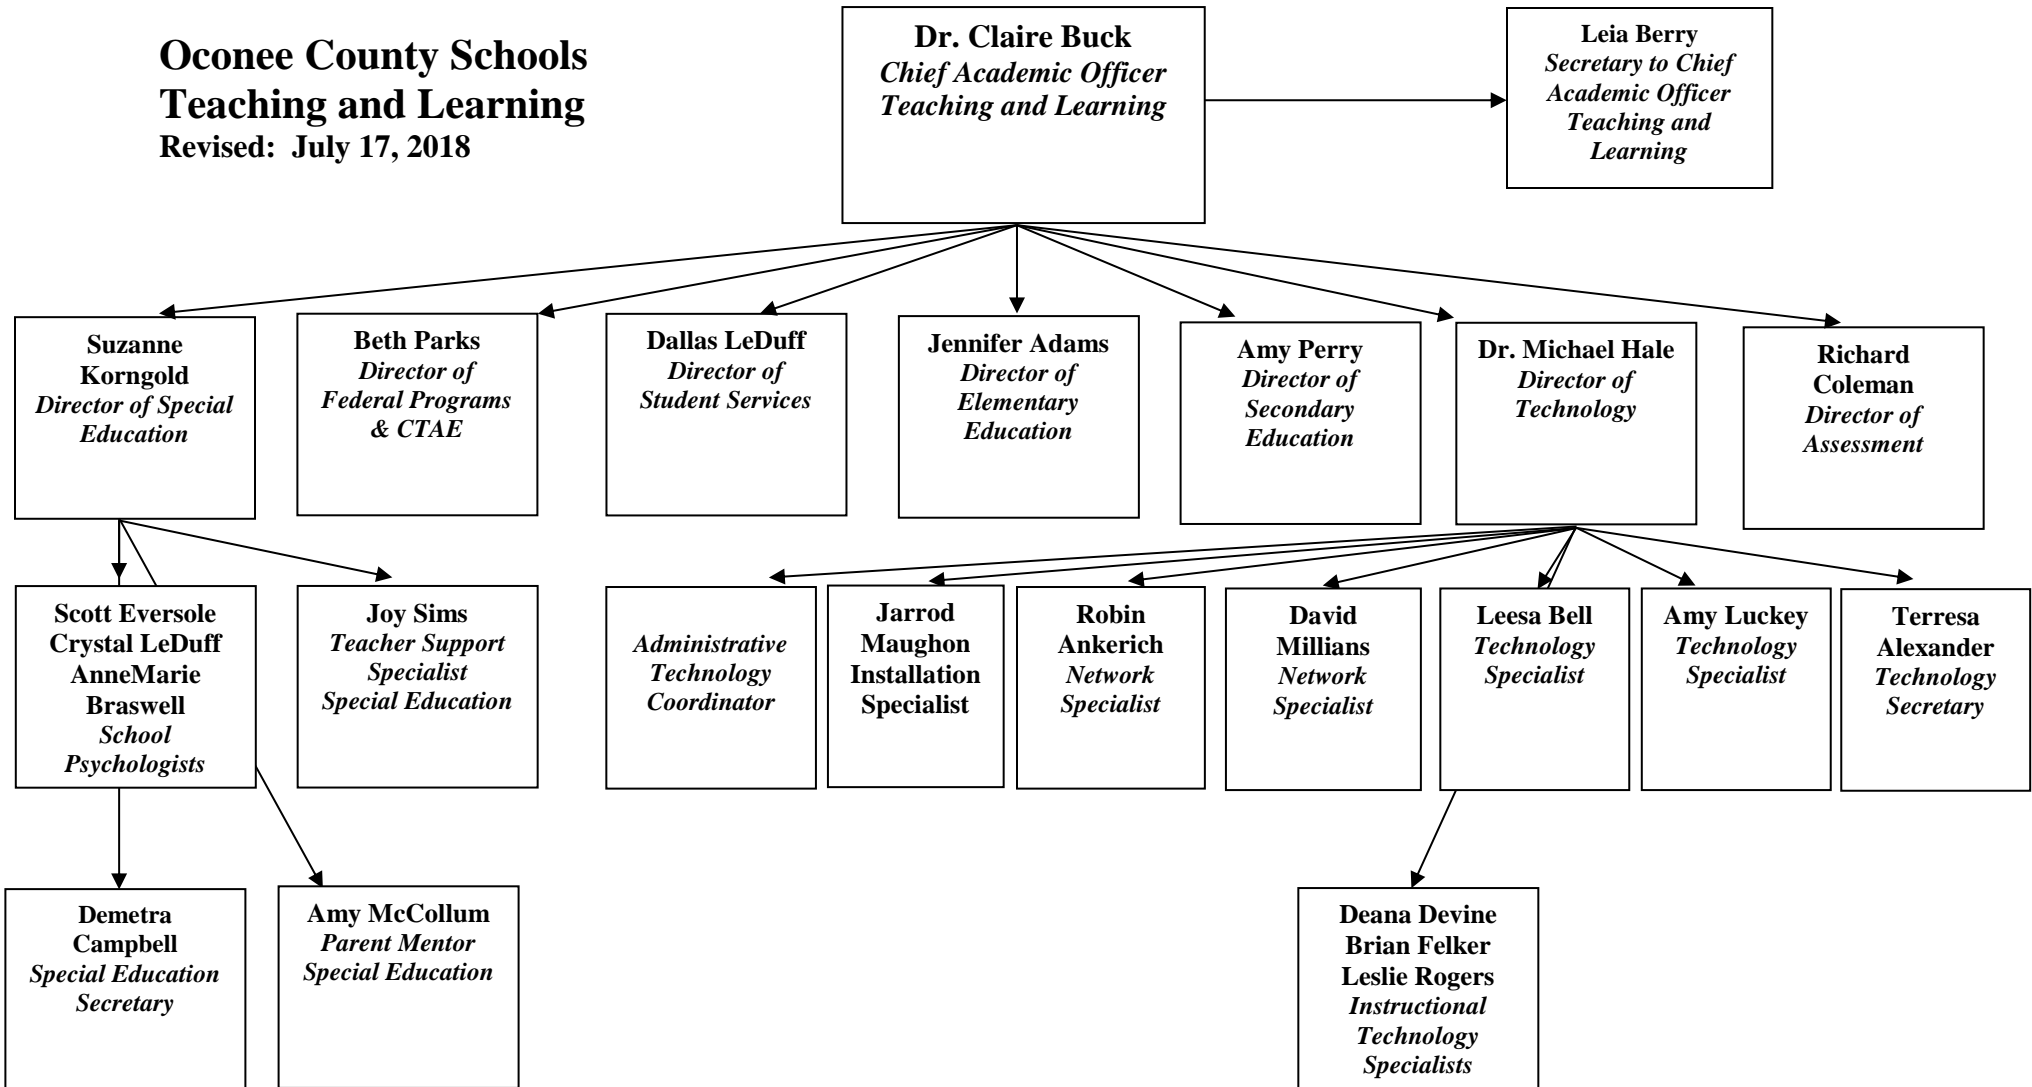 Oconee County Schools
Teaching and Learning
Revised: July 17, 2018
Dr. Claire Buck
Chief Academic Officer
Teaching and Learning
Leia Berry
Secretary to Chief
Academic Officer
Teaching and
Learning
Suzanne
Korngold
Director of Special
Education
Beth Parks
Director of
Federal Programs
& CTAE
Dallas LeDuff
Director of
Student Services
Jennifer Adams
Director of
Elementary
Education
Amy Perry
Director of
Secondary
Education
Dr. Michael Hale
Director of
Technology
Richard
Coleman
Director of
Assessment
Scott Eversole
Crystal LeDuff
AnneMarie
Braswell
School
Psychologists
Joy Sims
Teacher Support
Specialist
Special Education
Administrative
Technology
Coordinator
Jarrod
Maughon
Installation
Specialist
Robin
Ankerich
Network
Specialist
David
Millians
Network
Specialist
Leesa Bell
Technology
Specialist
Amy Luckey
Technology
Specialist
Terresa
Alexander
Technology
Secretary
Demetra
Campbell
Special Education
Secretary
Amy McCollum
Parent Mentor
Special Education
Deana Devine
Brian Felker
Leslie Rogers
Instructional
Technology
Specialists